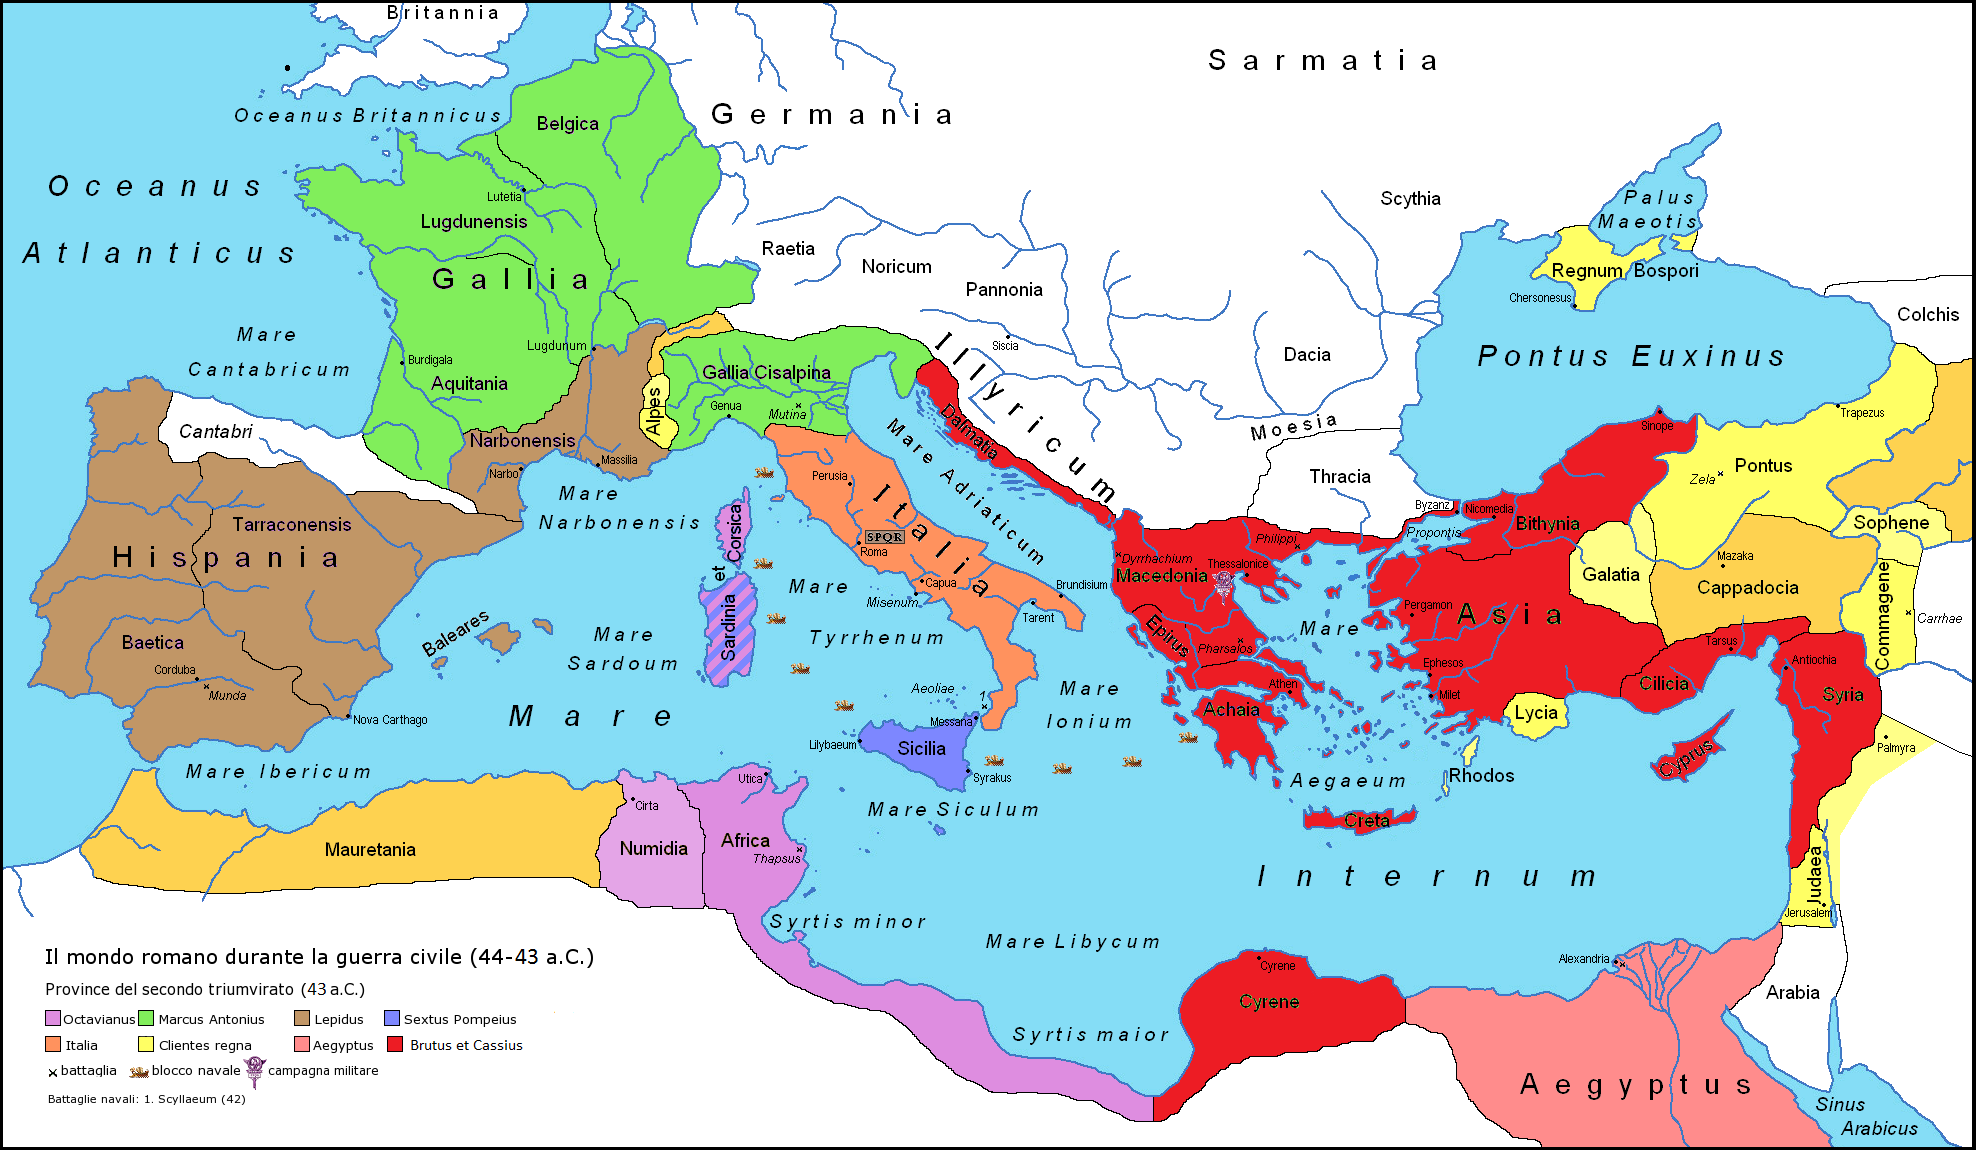 Britannia
Sarmatia
Germania
Oceanus Britannicus
Belgica
Oceanus
Atlanticus
Lutetia
Lugdunensis
Gallia
Scythia
Palus
Maeotis
Raetia
Noricum
Pannonia
Regnum Bospori
Chersonesus
Colchis
Mare
Cantabricum
Lugdunum
Burdigala
Aquitania
Siscia
Illyricum
Dacia
Pontus Euxinus
Gallia Cisalpina
Genua
Mutina
Alpes
Cantabri
Narbonensis
Narbo
Massilia
Dalmatia
Mare Adriaticum
Moesia
Thracia
Sinope
Trapezus
Pontus
Zela
Perusia
Italia
Mare
Narbonensis
Tarraconensis
Hispania
Corsica
et
Sardinia
SPQR
Roma
Capua
Misenum
Brundisium
Tarent
Byzanz
Nicomedia
Propontis
Bithynia
Sophene
Philippi
Dyrrhachium
Thessalonice
Macedonia
Galatia
Mazaka
Cappadocia
Commagene
Carrhae
Mare
Tyrrhenum
Baleares
Mare
Sardoum
Baetica
Corduba
Munda
Nova Carthago
Epirus
Pharsalos
Mare
Aegaeum
Pergamon
Asia
Ephesos
Milet
Athen
Achaia
Tarsus
Cilicia
Antiochia
Syria
Lycia
Cyprus
Palmyra
Rhodos
Creta
Aeoliae
1
Messana
Lilybaeum
Sicilia
Syrakus
Mare
Ionium
Mare
Internum
Mare Ibericum
Mare Siculum
Utica
Cirta
Mauretania
Numidia
Africa
Thapsus
Judaea
Jerusalem
Syrtis minor
Mare Libycum
Alexandria
Cyrene
Cyrene
Syrtis maior
Arabia
Aegyptus
Sinus
Arabicus
Il mondo romano durante la guerra civile (44-43 a.C.)
Province del secondo triumvirato (43 a.C.)
Octavianus Marcus Antonius Lepidus Sextus Pompeius
Italia Clientes regna Aegyptus Brutus et Cassius
battaglia blocco navale campagna militare
Battaglie navali: 1. Scyllaeum (42)